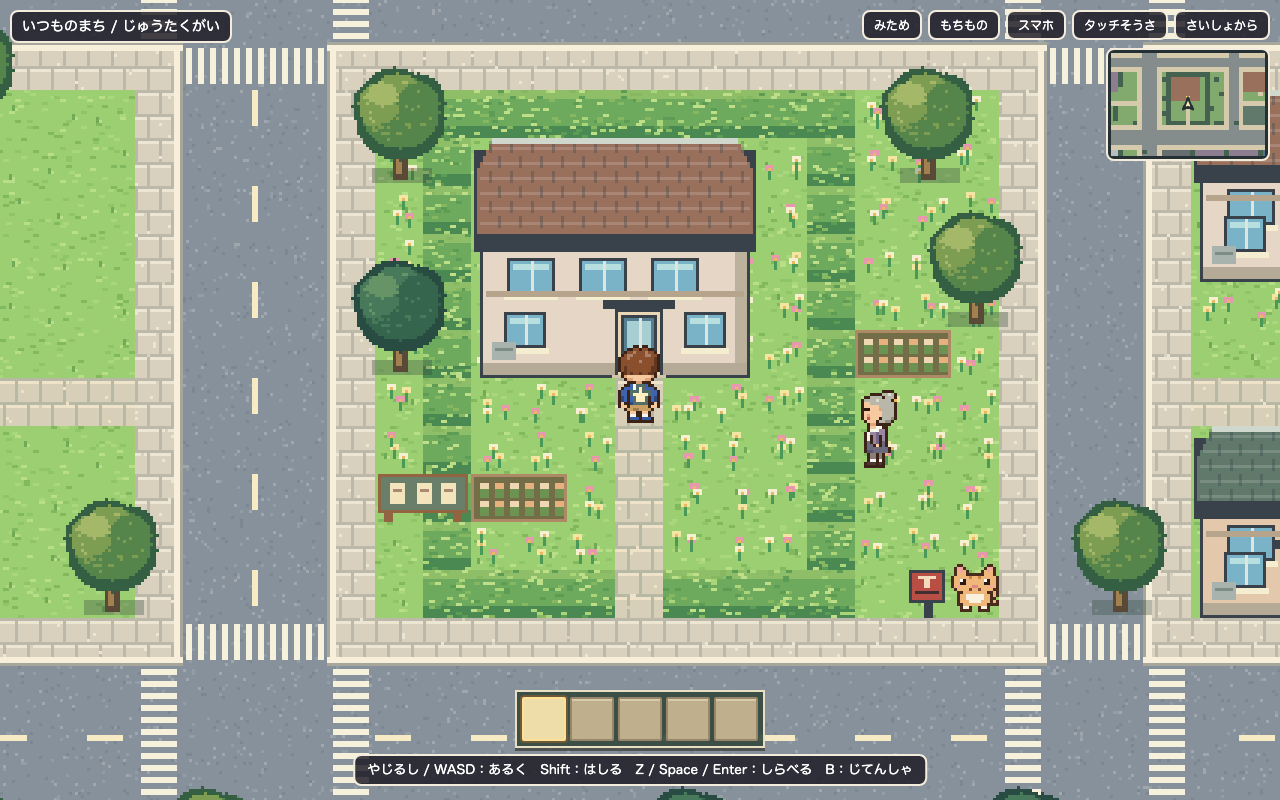 いつものまち / じゅうたくがい
みため
もちもの
スマホ
タッチそうさ
さいしょから
やじるし / WASD：あるく　Shift：はしる　Z / Space / Enter：しらべる　B：じてんしゃ